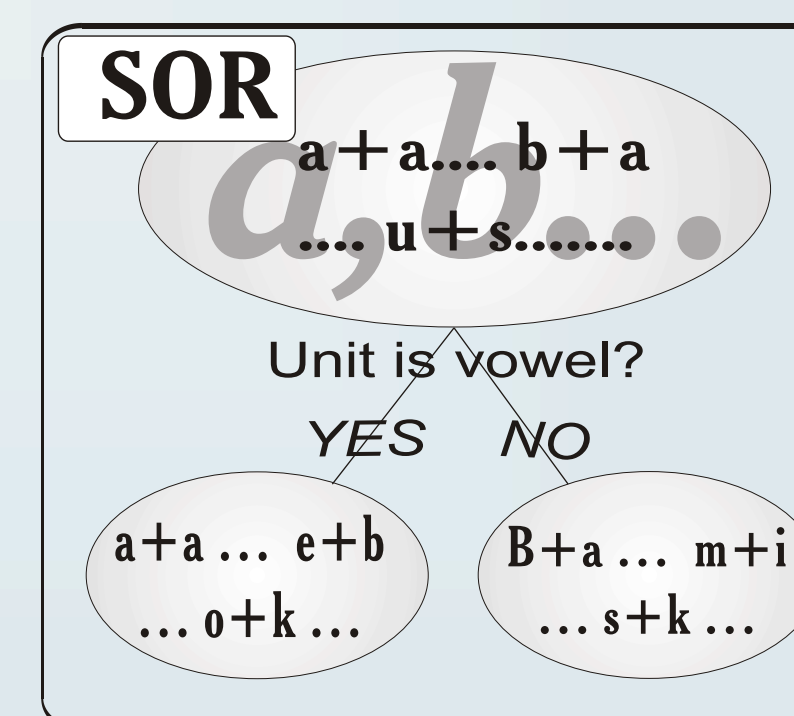 SOR
a,b...
a+a.... b+a
.... u+s.......
Unit is vowel?
YES NO
a+a ... e+b
... o+k ...
B+a ... m+i
... s+k ...